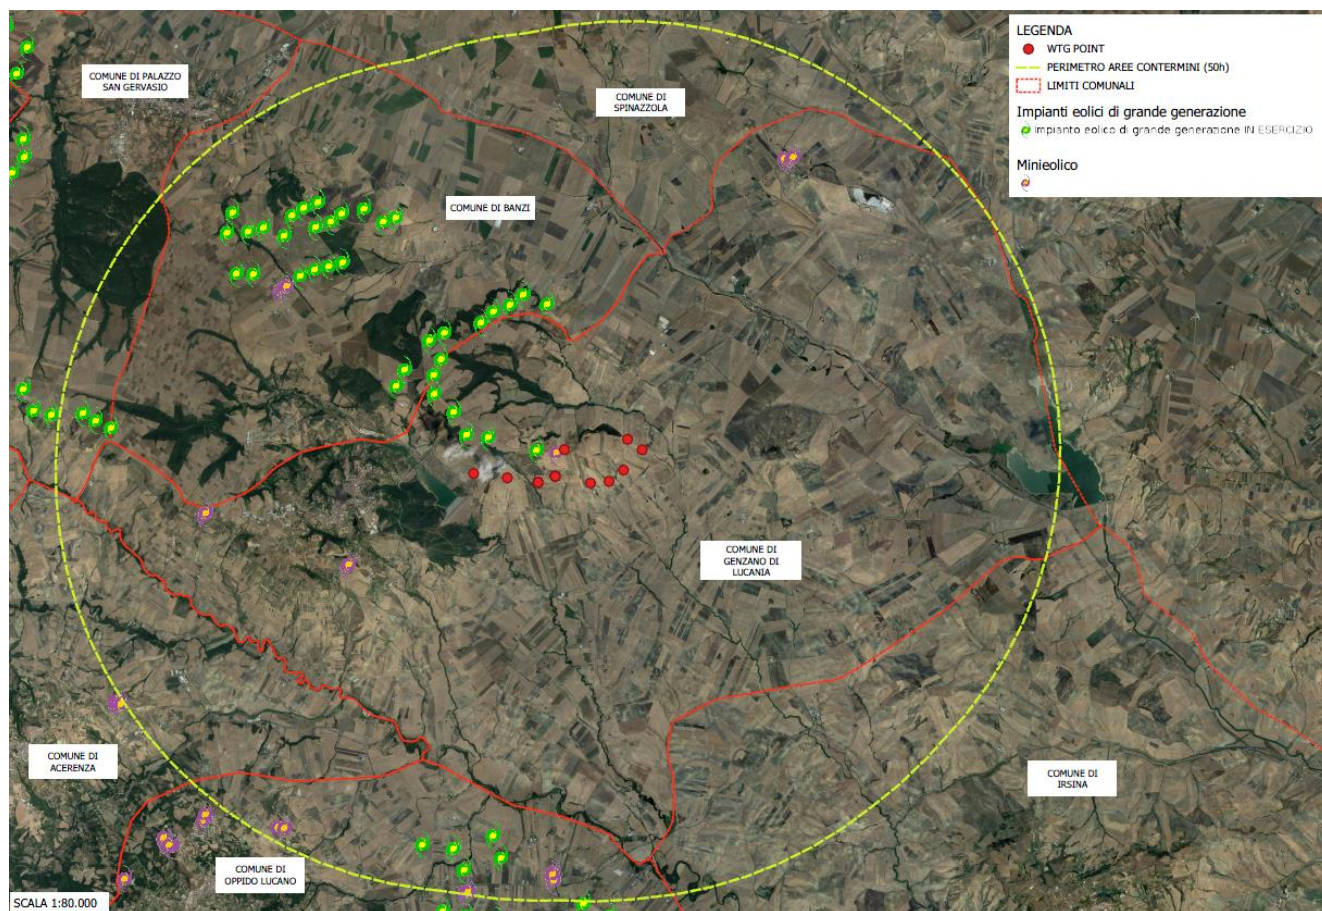 LEGENDA
WTG POINT
PERIMETRO AREE CONTERMINI (50h)
LIMITI COMUNALI
Impianti eolici di grande generazione
Impianto eolico di grande generazione IN ESERCIZIO
Minieolico
COMUNE DI PALAZZO
SAN GERVASIO
COMUNE DI
SPINAZZOLA
COMUNE DI BANZI
COMUNE DI
GENZANO DI
LUCANIA
COMUNE DI
ACERENZA
COMUNE DI
IRSINA
COMUNE DI
OPPIDO LUCANO
SCALA 1:80.000